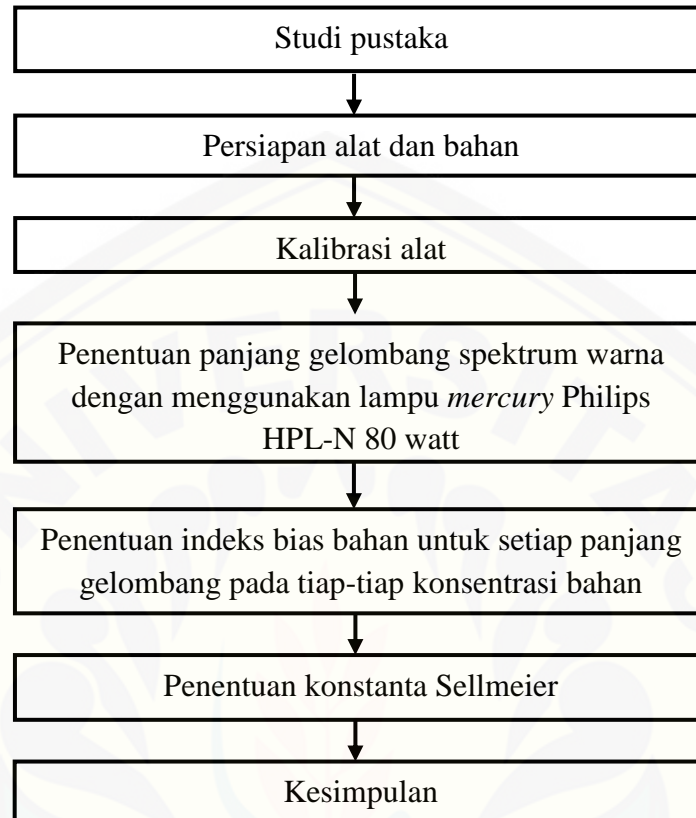 Studi pustaka
Persiapan alat dan bahan
Kalibrasi alat
Penentuan panjang gelombang spektrum warna
dengan menggunakan lampu mercury Philips
HPL-N 80 watt
Penentuan indeks bias bahan untuk setiap panjang
gelombang pada tiap-tiap konsentrasi bahan
Penentuan konstanta Sellmeier
Kesimpulan
UNIVERSITAS